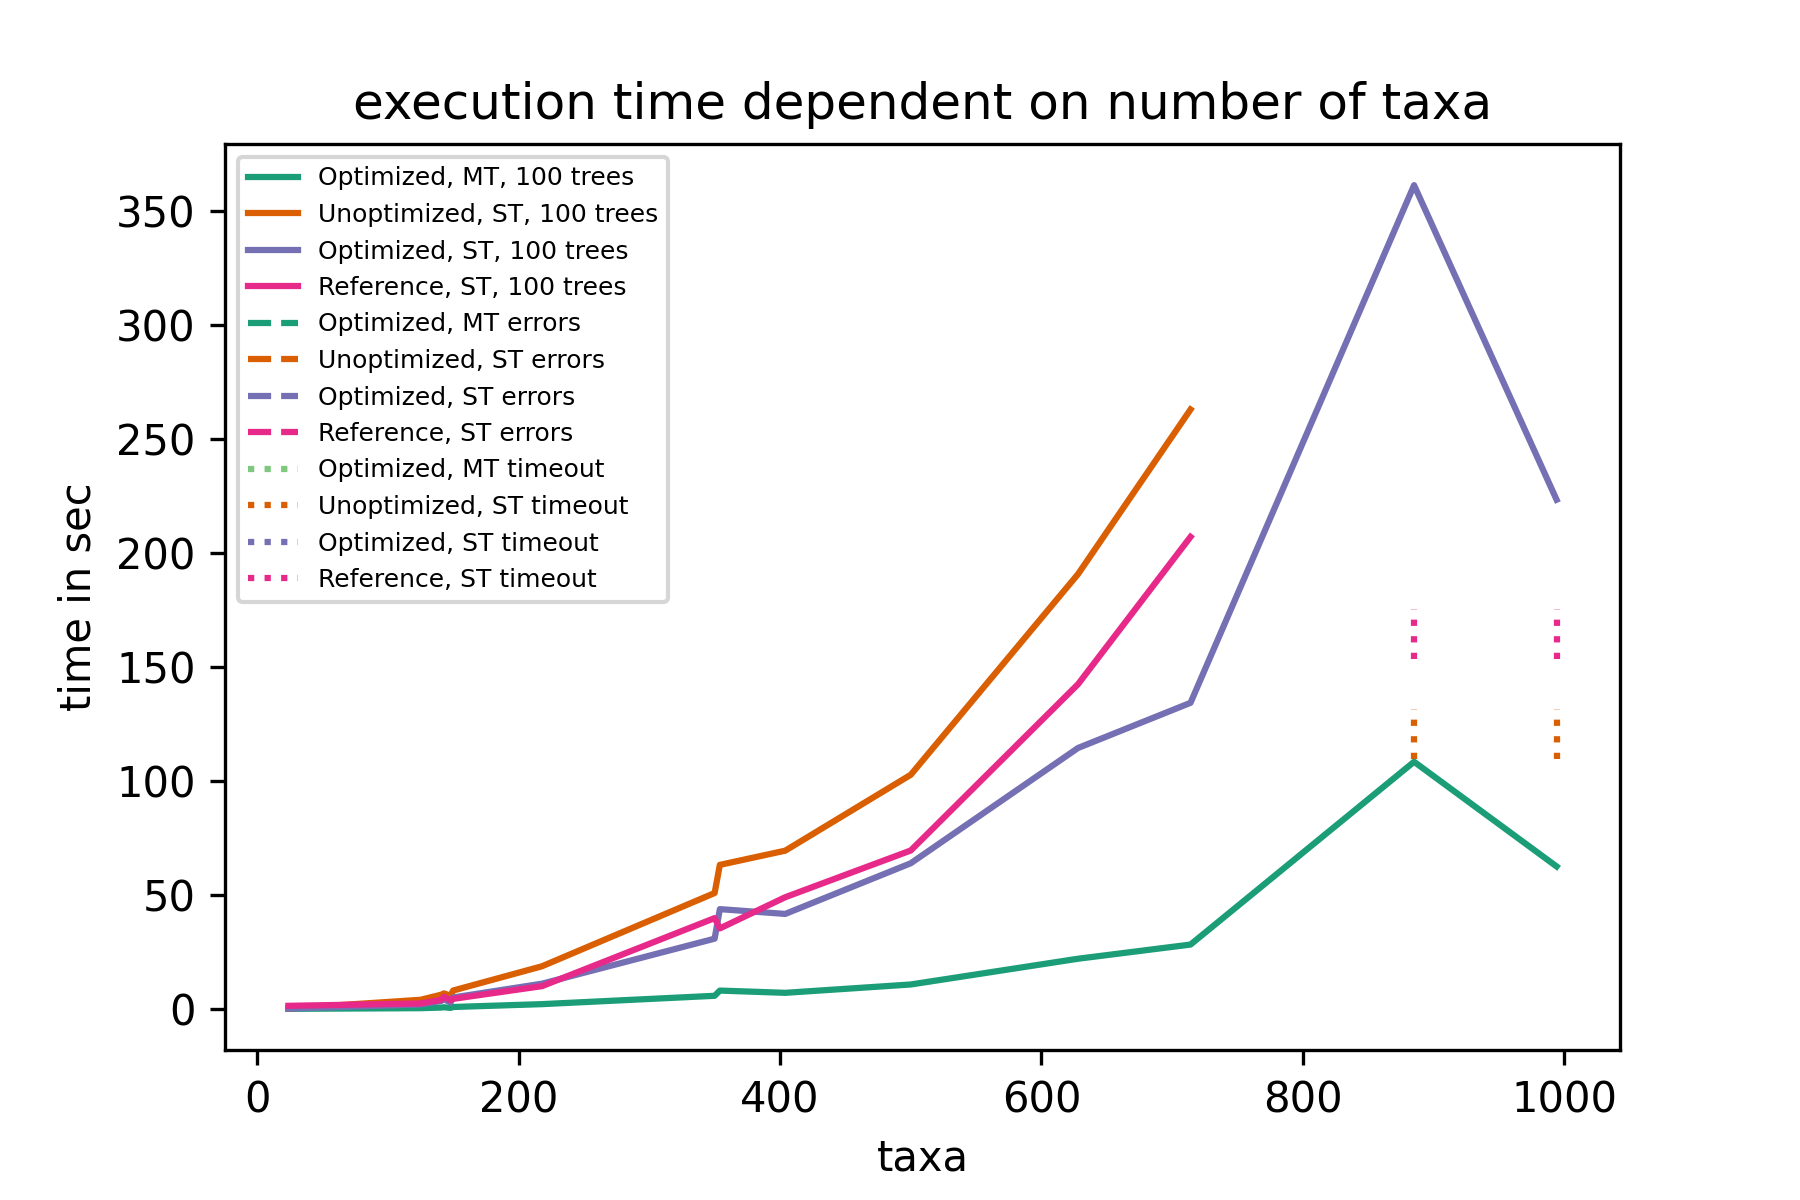 execution time dependent on number of taxa
Optimized, MT, 100 trees
Unoptimized, ST, 100 trees
Optimized, ST, 100 trees
Reference, ST, 100 trees
Optimized, MT errors
Unoptimized, ST errors
Optimized, ST errors
Reference, ST errors
Optimized, MT timeout
Unoptimized, ST timeout
Optimized, ST timeout
Reference, ST timeout
time in sec
350
300
250
200
150
100
50
0
0 200 400 600 800 1000
taxa